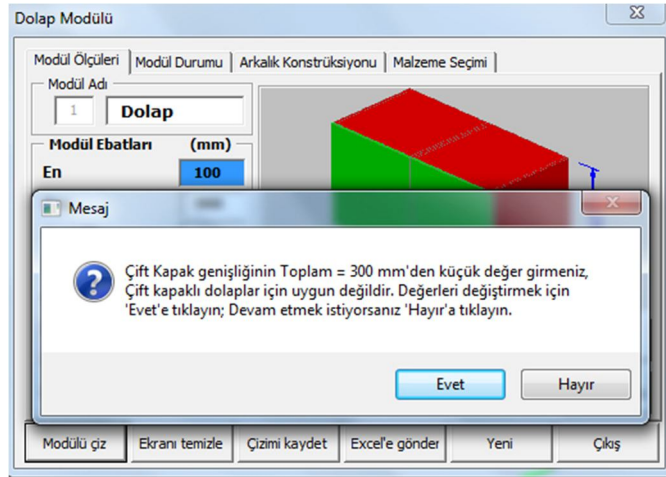 Dolap Modülü
Modül Ölçüleri Modül Durumu Arkalık Konstrüksiyonu Malzeme Seçimi
Modül Adı
1 Dolap
Modül Ebatları (mm)
En 100
Mesaj
Çift Kapak genişliğinin Toplam = 300 mm'den küçük değer girmeniz,
Çift kapaklı dolaplar için uygun değildir. Değerleri değiştirmek için
'Evet'e tıklayın; Devam etmek istiyorsanız 'Hayır'a tıklayın.
Evet Hayır
Modülü çiz Ekranı temizle Çizimi kaydet Excel'e gönder Yeni Çıkış